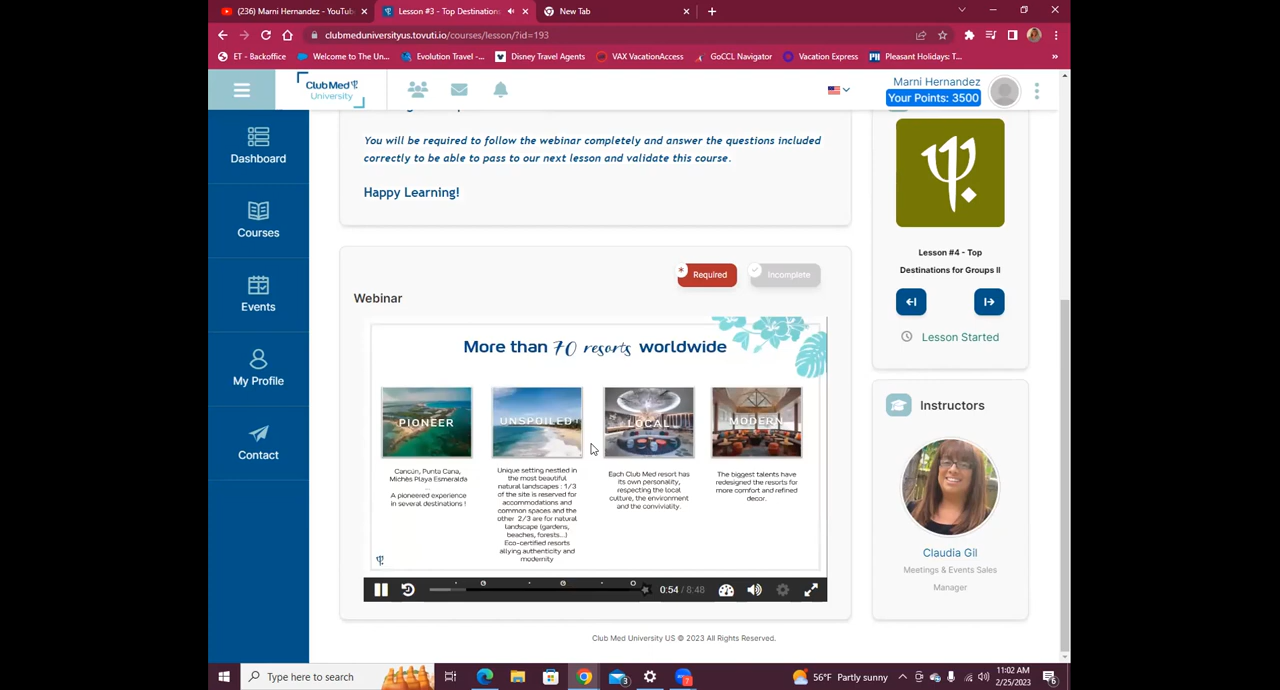 (236) Marni Hernandez - YouTub
Lesson #3 - Top Destination
New Tab
clubmeduniversityus.tovuti.io/courses/lesson/?id=193
ET - Backoffice
Welcome to The Un...
Evolution Travel -...
Disney Travel Agents
VAX VacationAccess
GoCCL Navigator
Vacation Express
Pleasant Holidays: T...
»
Club Med
University
Marni Hernandez
Your Points: 3500
Dashboard
Courses
Events
My Profile
Contact
You will be required to follow the webinar completely and answer the questions included
correctly to be able to pass to our next lesson and validate this course.
Happy Learning!
* Required
Incomplete
Webinar
More than 70 resorts worldwide
PIONEER
UNSPOILED
LOCAL
MODERN
Cancún, Punta Cana,
Michès Playa Esmeralda
...
A pioneered experience
in several destinations !
Unique setting nestled in
the most beautiful
natural landscapes : 1/3
of the site is reserved for
accommodations and
common spaces and the
other 2/3 are for natural
landscape (gardens,
beaches, forests...)
Eco-certified resorts
allying authenticity and
modernity
Each Club Med resort has
its own personality,
respecting the local
culture, the environment
and the conviviality.
The biggest talents have
redesigned the resorts for
more comfort and refined
decor.
0:54 / 8:48
Lesson #4 - Top
Destinations for Groups II
Lesson Started
Instructors
Claudia Gil
Meetings & Events Sales
Manager
Club Med University US © 2023 All Rights Reserved.
Type here to search
3
7
56°F Partly sunny
11:02 AM
2/25/2023
6